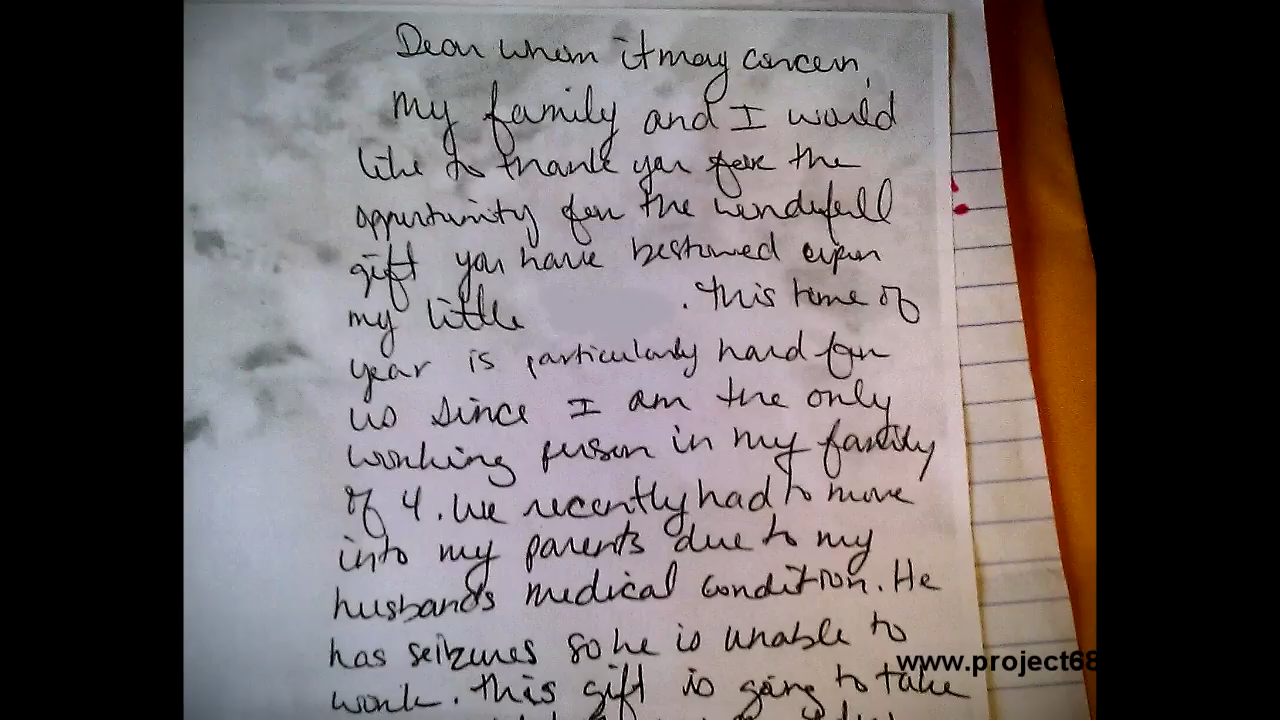 Dear whom it may concern,
My family and I would
like to thank you for the
oppurtunity for the wonderfull
gift you have bestowed upon
my little . This time of
year is particularly hard for
us since I am the only
working person in my family
of 4. We recently had to move
into my parents due to my
husbands medical condition. He
has seizures so he is unable to
www.project68
work. This gift is going to take